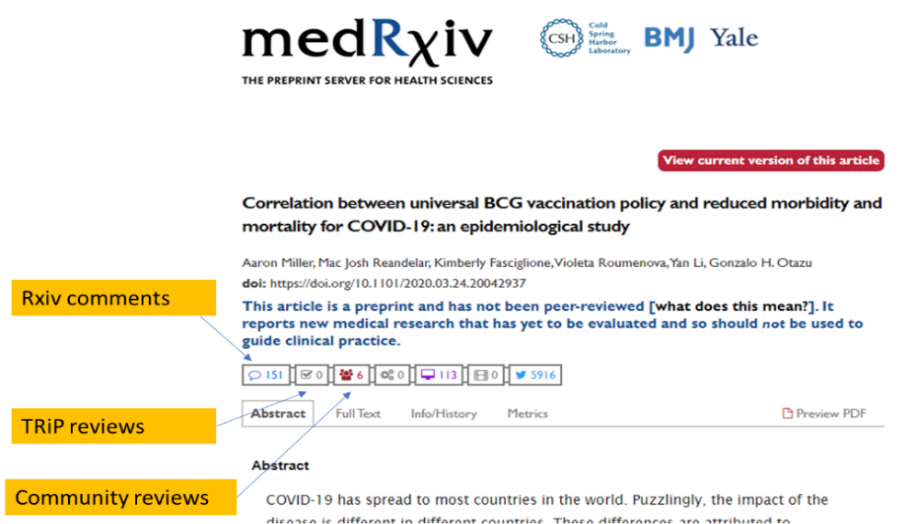 medRχiv
THE PREPRINT SERVER FOR HEALTH SCIENCES
CSH Cold Spring Harbor Laboratory BMJ Yale
View current version of this article
Correlation between universal BCG vaccination policy and reduced morbidity and
mortality for COVID-19: an epidemiological study
Aaron Miller, Mac Josh Reandelar, Kimberly Fasciglione, Violeta Roumenova, Yan Li, Gonzalo H. Otazu
doi: https://doi.org/10.1101/2020.03.24.20042937
This article is a preprint and has not been peer-reviewed [what does this mean?]. It
reports new medical research that has yet to be evaluated and so should not be used to
guide clinical practice.
Rxiv comments
151 0 6 0 113 0 5916
Abstract Full Text Info/History Metrics Preview PDF
TRiP reviews
Abstract
Community reviews
COVID-19 has spread to most countries in the world. Puzzlingly, the impact of the
disease is different in different countries. These differences are attributed to